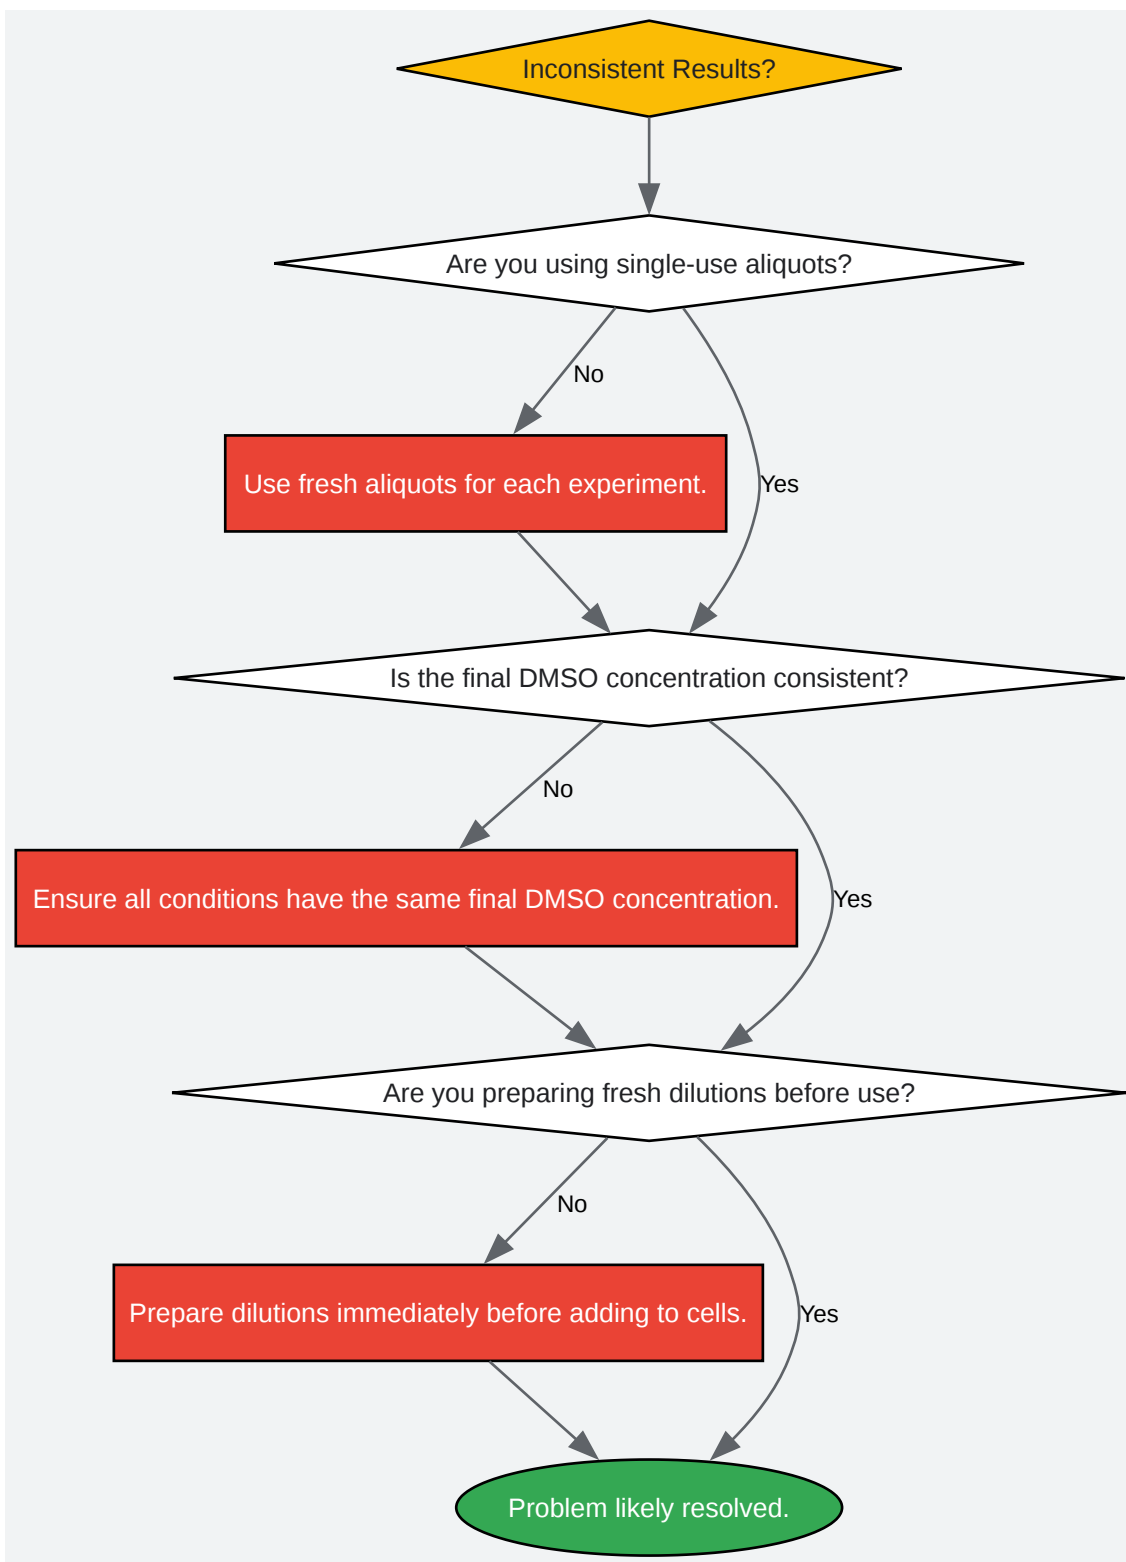 Inconsistent Results?
Are you using single-use aliquots?
No
Use fresh aliquots for each experiment.
Yes
Is the final DMSO concentration consistent?
No
Ensure all conditions have the same final DMSO concentration.
Yes
Are you preparing fresh dilutions before use?
No
Prepare dilutions immediately before adding to cells.
Yes
Problem likely resolved.